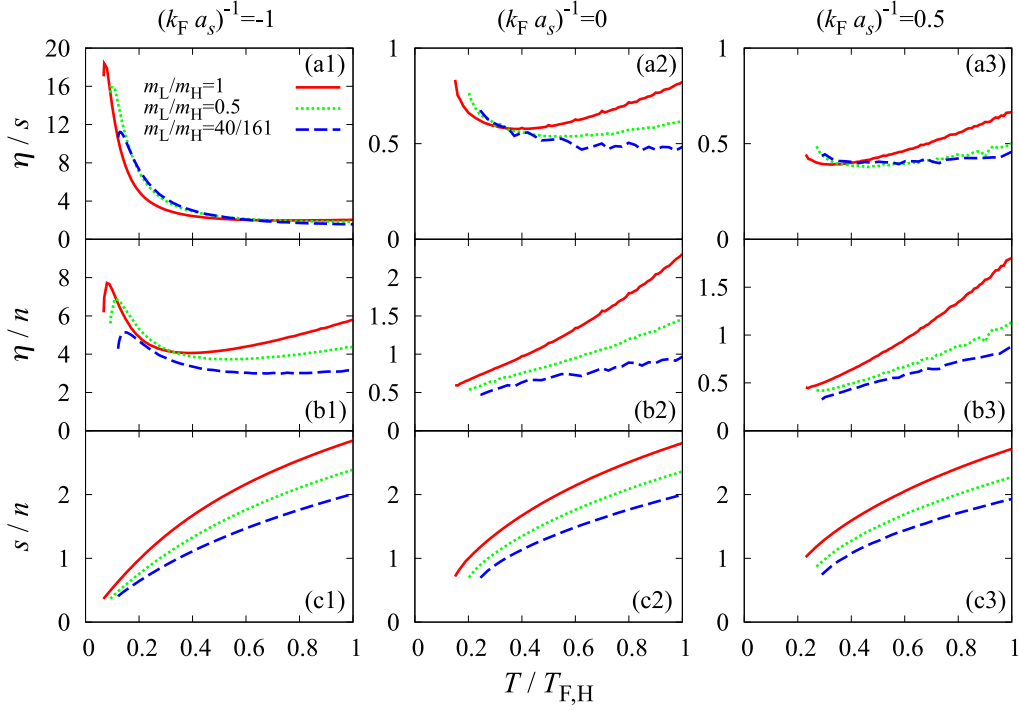 (k_F a_s)^-1=-1 (k_F a_s)^-1=0 (k_F a_s)^-1=0.5
20 1 1
(a1) (a2) (a3)
16
m_L/m_H=1
m_L/m_H=0.5
12
m_L/m_H=40/161
η / s 0.5 0.5
8
4
0 0 0
8 2 1.5
6 1.5
η / n 1
4 1
2 0.5 0.5
(b1) (b2) (b3)
0 0 0
2 2 2
s / n
1 1 1
(c1) (c2) (c3)
0 0 0
0 0.2 0.4 0.6 0.8 1 0 0.2 0.4 0.6 0.8 1 0 0.2 0.4 0.6 0.8 1
T / T_F,H